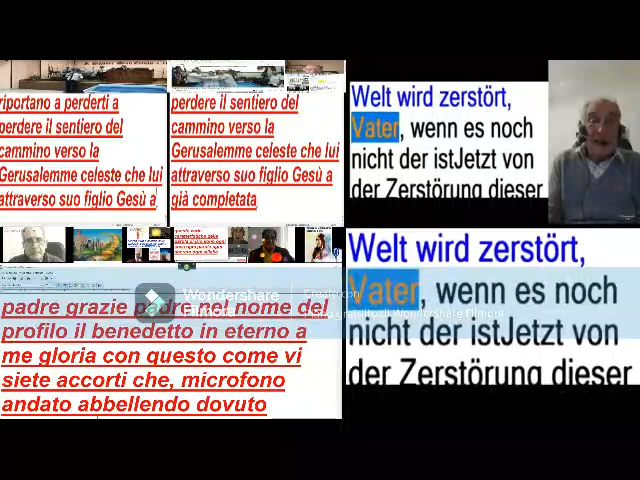 riportano a perderti a
perdere il sentiero del
cammino verso la
Gerusalemme celeste che lui
attraverso suo figlio Gesù a
perdere il sentiero del
cammino verso la
Gerusalemme celeste che lui
attraverso suo figlio Gesù a
già completata
Welt wird zerstört,
Vater, wenn es noch
nicht der istJetzt von
der Zerstörung dieser
padre grazie padre nel nome del
profilo il benedetto in eterno a
me gloria con questo come vi
siete accorti che, microfono
andato abbellendo dovuto
Wondershare
Filmora
Welt wird zerstört,
Vater, wenn es noch
nicht der istJetzt von
der Zerstörung dieser